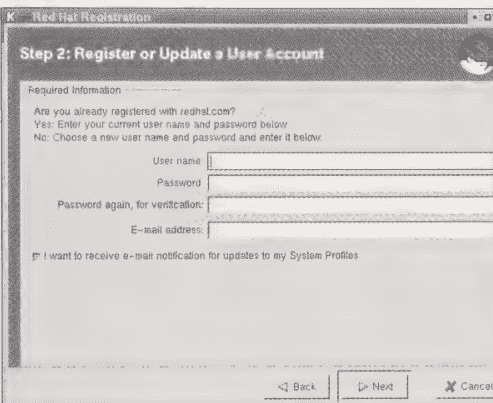 Red Hat Registration
Step 2: Register or Update a User Account
Required Information
Are you already registered with redhat.com?
Yes: Enter your current user name and password below
No: Choose a new user name and password and enter it below.
User name
Password
Password again, for verification:
E-mail address:
I want to receive e-mail notification for updates to my System Profiles
Back
Next
Cancel